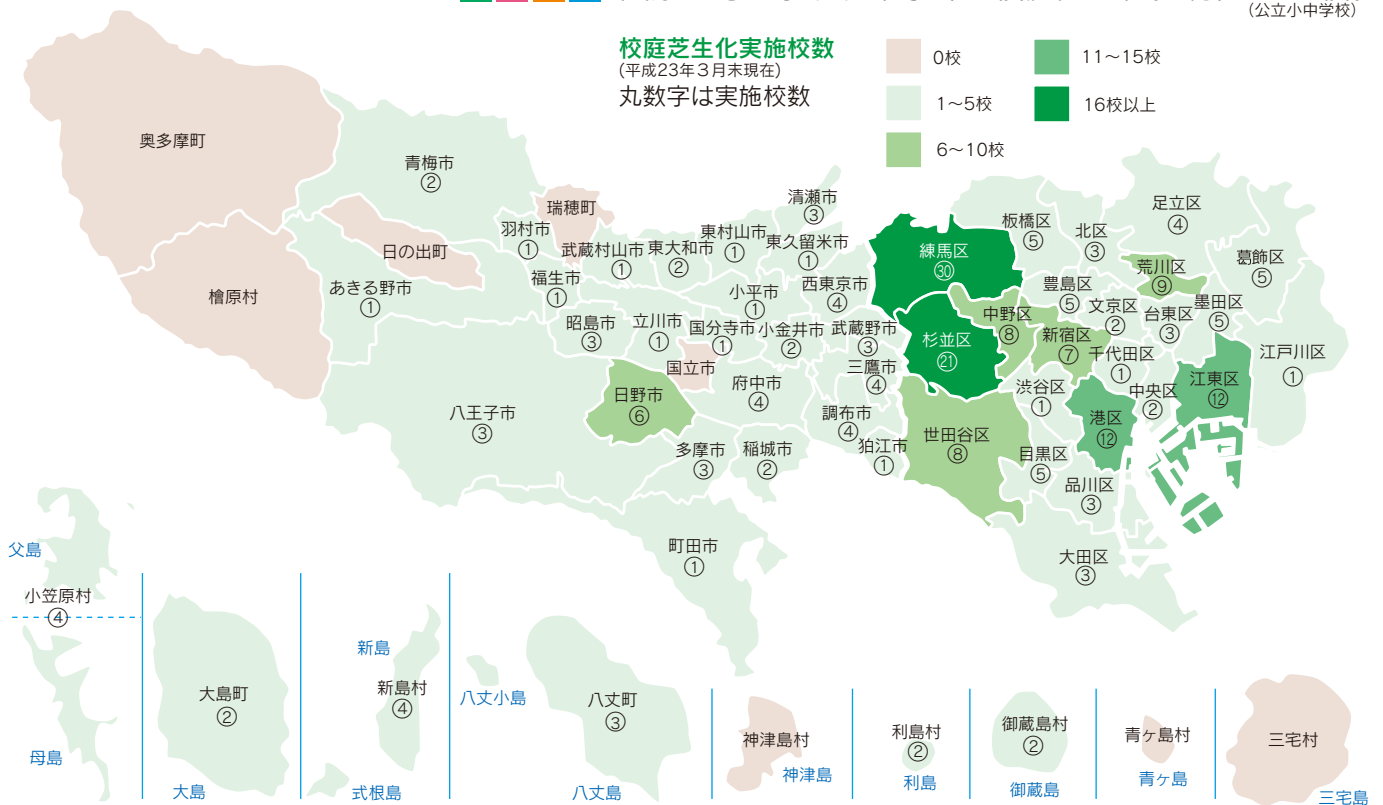 (公立小中学校)
校庭芝生化実施校数
(平成23年3月末現在)
丸数字は実施校数
0校
1〜5校
6〜10校
11〜15校
16校以上
奥多摩町
青梅市
②
瑞穂町
羽村市
①
日の出町
檜原村
あきる野市
①
福生市
①
武蔵村山市
①
東大和市
②
東村山市
①
清瀬市
③
東久留米市
①
西東京市
④
小平市
①
昭島市
③
立川市
①
国分寺市
①
小金井市
②
武蔵野市
③
三鷹市
④
国立市
府中市
④
調布市
④
狛江市
①
日野市
⑥
八王子市
③
多摩市
③
稲城市
②
町田市
①
練馬区
㉚
板橋区
⑤
北区
③
足立区
④
葛飾区
⑤
荒川区
⑨
豊島区
⑤
文京区
②
台東区
③
墨田区
⑤
江戸川区
①
中野区
⑧
杉並区
㉑
新宿区
⑦
千代田区
①
中央区
②
江東区
⑫
渋谷区
①
港区
⑫
世田谷区
⑧
目黒区
⑤
品川区
③
大田区
③
父島
小笠原村
④
母島
大島町
②
大島
新島
新島村
④
式根島
八丈小島
八丈町
③
八丈島
神津島村
神津島
利島村
②
利島
御蔵島村
②
御蔵島
青ヶ島村
青ヶ島
三宅村
三宅島